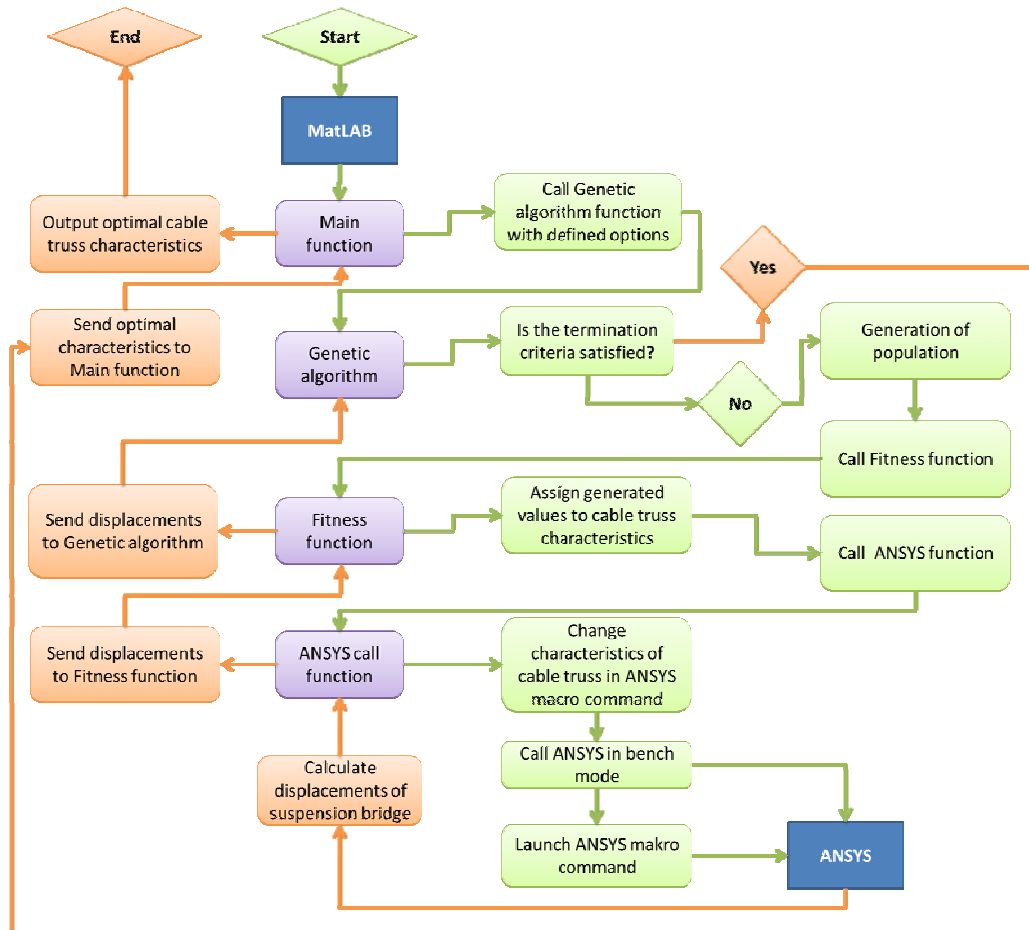 End
Start
MatLAB
Output optimal cable
truss characteristics
Main
function
Call Genetic
algorithm function
with defined options
Yes
Send optimal
characteristics to
Main function
Genetic
algorithm
Is the termination
criteria satisfied?
Generation of
population
No
Call Fitness function
Send displacements
to Genetic algorithm
Fitness
function
Assign generated
values to cable truss
characteristics
Call ANSYS function
Send displacements
to Fitness function
ANSYS call
function
Change
characteristics of
cable truss in ANSYS
macro command
Calculate
displacements of
suspension bridge
Call ANSYS in bench
mode
Launch ANSYS makro
command
ANSYS